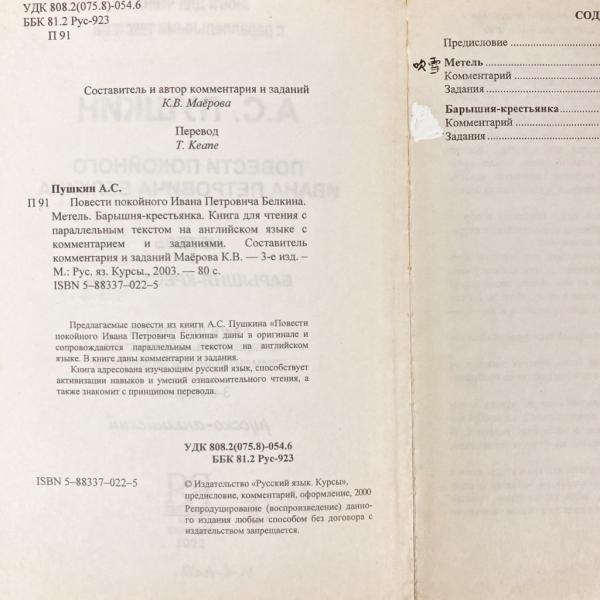 УДК 808.2(075.8)-054.6
ББК 81.2 Рус-923
П 91
Составитель и автор комментария и заданий
К.В. Маёрова
Перевод
Т. Keane
Пушкин А.С.
П 91 Повести покойного Ивана Петровича Белкина.
Метель. Барышня-крестьянка. Книга для чтения с
параллельным текстом на английском языке с
комментарием и заданиями. Составитель
комментария и заданий Маёрова К.В. — 3-е изд. –
М.: Рус. яз. Курсы., 2003. — 80 с.
ISBN 5–88337–022–5
Предлагаемые повести из книги А.С. Пушкина «Повести
покойного Ивана Петровича Белкина» даны в оригинале и
сопровождаются параллельным текстом на английском
языке. В книге даны комментарии и задания.
Книга адресована изучающим русский язык, способствует
активизации навыков и умений ознакомительного чтения, а
также знакомит с принципом перевода.
УДК 808.2(075.8)-054.6
ББК 81.2 Рус-923
ISBN 5–88337–022–5
© Издательство «Русский язык. Курсы»,
предисловие, комментарий, оформление, 2000
Репродуцирование (воспроизведение) данно-
го издания любым способом без договора с
издательством запрещается.
СОД
Предисловие
吹雪 Метель
Комментарий
Задания
Барышня-крестьянка
Комментарий
Задания